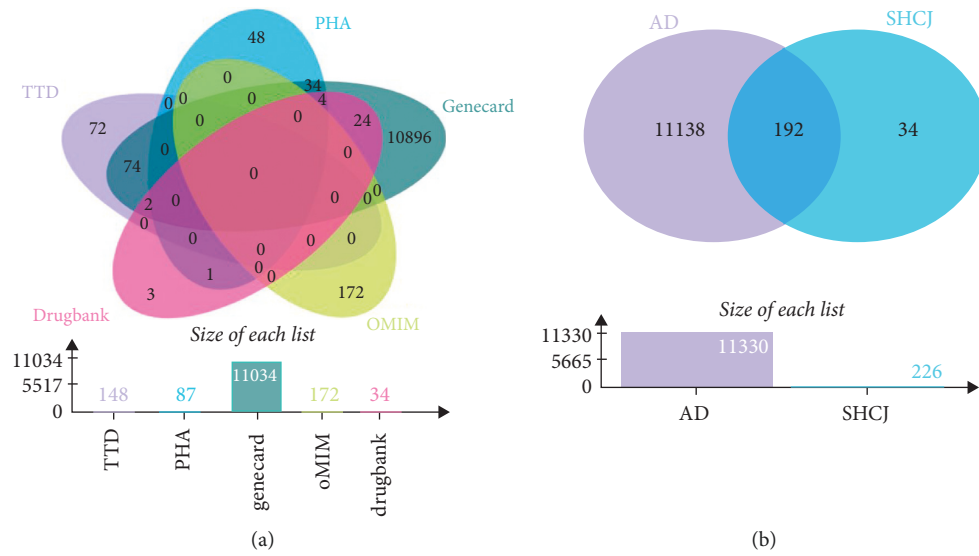 PHA
48
TTD
Genecard
72
0
34
0 0 0 4
0 0 24 10896
74 0 0
0
2 0 0 0 0
0 0 0 0
0
1 0 0
3 172
Drugbank OMIM
Size of each list
11034
5517
0
148 87 11034 172 34
TTD PHA genecard oMIM drugbank
(a)
AD SHCJ
11138 192 34
Size of each list
11330
5665
0
11330 226
AD SHCJ
(b)